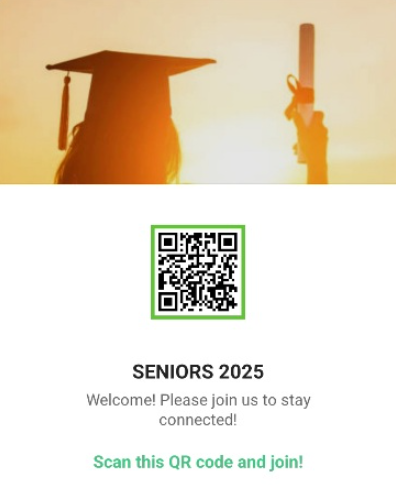 SENIORS 2025
Welcome! Please join us to stay
connected!
Scan this QR code and join!